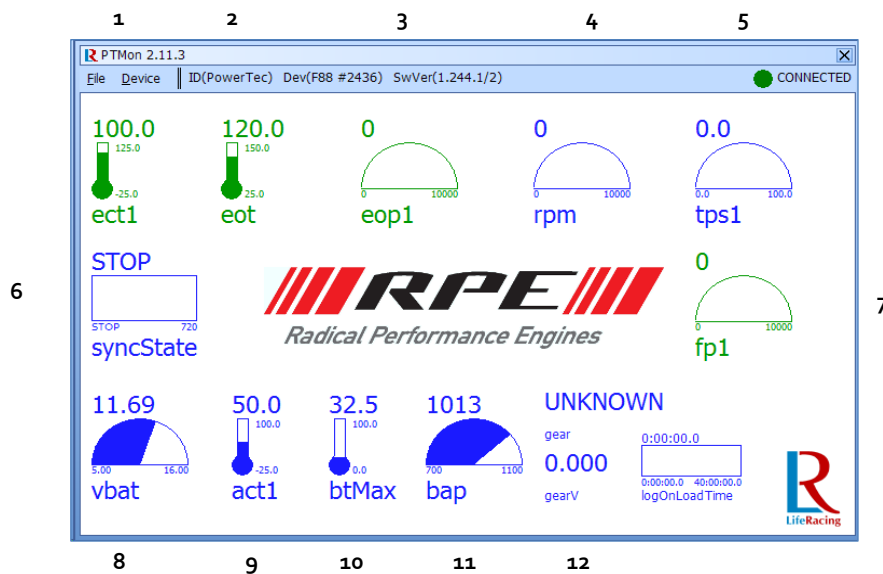 1 2 3 4 5
PTMon 2.11.3
File Device ID(PowerTec) Dev(F88 #2436) SwVer(1.244.1/2) CONNECTED
100.0 120.0 0 0 0.0
125.0 150.0
-25.0 25.0 0 10000 0 10000 0.0 100.0
ect1 eot eop1 rpm tps1
STOP 0
6 RPE 7
STOP 720 0 10000
syncState Radical Performance Engines fp1
11.69 50.0 32.5 1013 UNKNOWN
100.0 100.0 gear 0:00:00.0
0.000
5.00 16.00 -25.0 0.0 700 1100 0:00:00.0 40:00:00.0
vbat act1 btMax bap gearV logOnLoadTime
R
LifeRacing
8 9 10 11 12